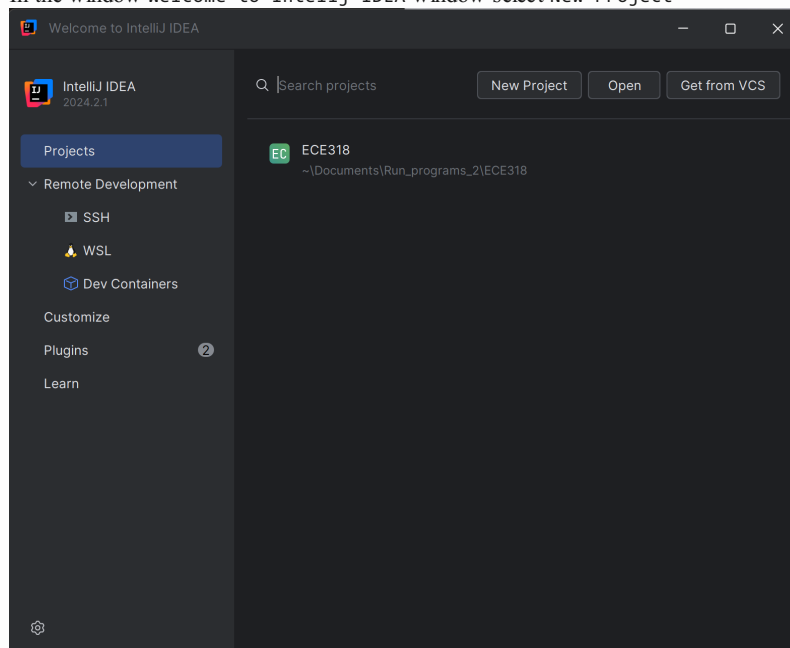 In the window Welcome to IntelliJ IDEA window select New Project
Welcome to IntelliJ IDEA
IntelliJ IDEA
2024.2.1
Search projects
New Project
Open
Get from VCS
Projects
Remote Development
SSH
WSL
Dev Containers
Customize
Plugins
2
Learn
EC
ECE318
~\Documents\Run_programs_2\ECE318